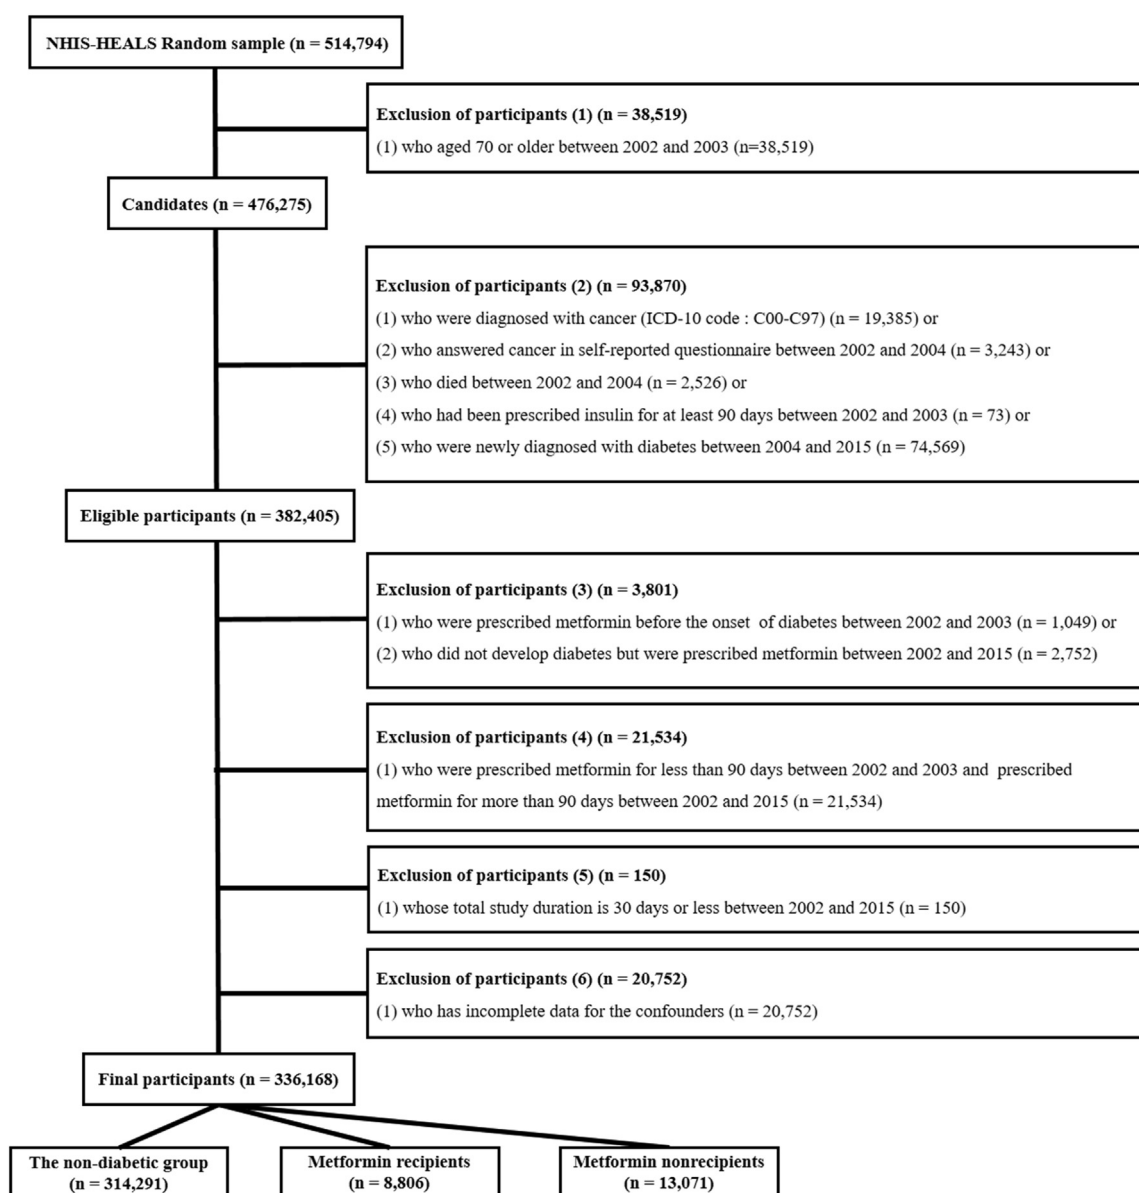 NHIS-HEALS Random sample (n = 514,794)
Exclusion of participants (1) (n = 38,519)
(1) who aged 70 or older between 2002 and 2003 (n=38,519)
Candidates (n = 476,275)
Exclusion of participants (2) (n = 93,870)
(1) who were diagnosed with cancer (ICD-10 code : C00-C97) (n = 19,385) or
(2) who answered cancer in self-reported questionnaire between 2002 and 2004 (n = 3,243) or
(3) who died between 2002 and 2004 (n = 2,526) or
(4) who had been prescribed insulin for at least 90 days between 2002 and 2003 (n = 73) or
(5) who were newly diagnosed with diabetes between 2004 and 2015 (n = 74,569)
Eligible participants (n = 382,405)
Exclusion of participants (3) (n = 3,801)
(1) who were prescribed metformin before the onset of diabetes between 2002 and 2003 (n = 1,049) or
(2) who did not develop diabetes but were prescribed metformin between 2002 and 2015 (n = 2,752)
Exclusion of participants (4) (n = 21,534)
(1) who were prescribed metformin for less than 90 days between 2002 and 2003 and prescribed
metformin for more than 90 days between 2002 and 2015 (n = 21,534)
Exclusion of participants (5) (n = 150)
(1) whose total study duration is 30 days or less between 2002 and 2015 (n = 150)
Exclusion of participants (6) (n = 20,752)
(1) who has incomplete data for the confounders (n = 20,752)
Final participants (n = 336,168)
The non-diabetic group
(n = 314,291)
Metformin recipients
(n = 8,806)
Metformin nonrecipients
(n = 13,071)